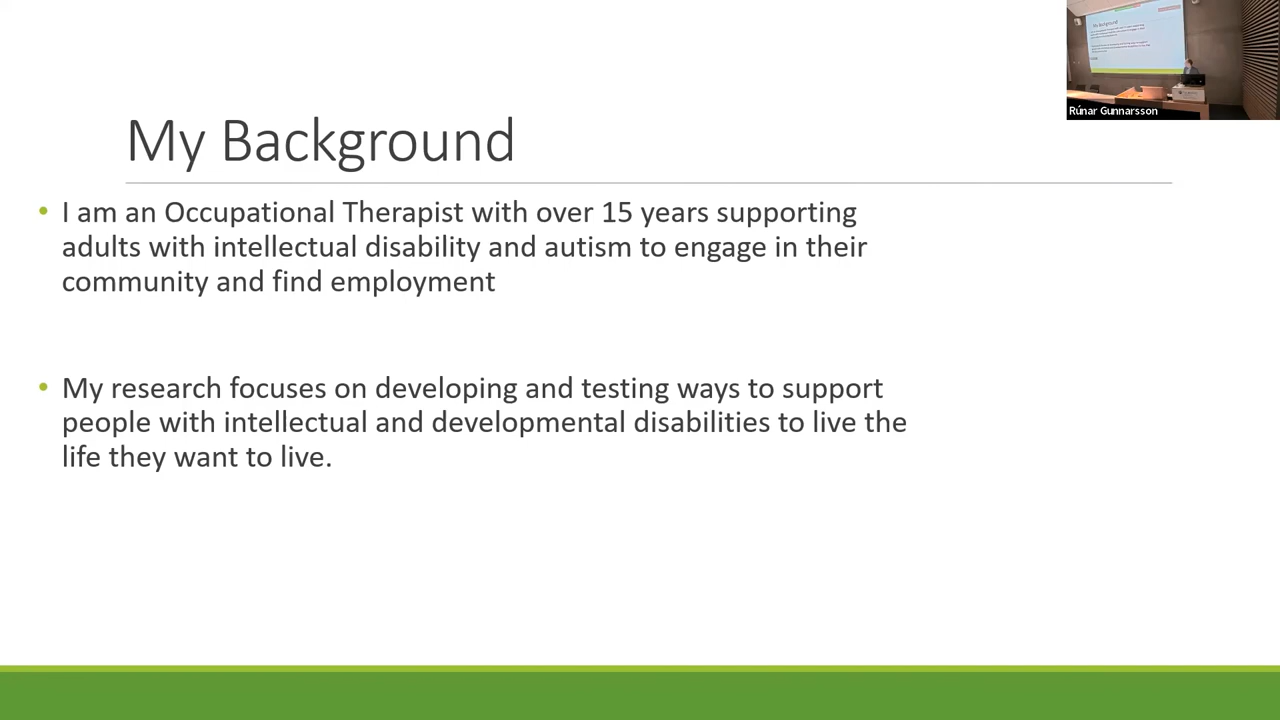 Rúnar Gunnarsson
My Background
• I am an Occupational Therapist with over 15 years supporting
adults with intellectual disability and autism to engage in their
community and find employment
• My research focuses on developing and testing ways to support
people with intellectual and developmental disabilities to live the
life they want to live.